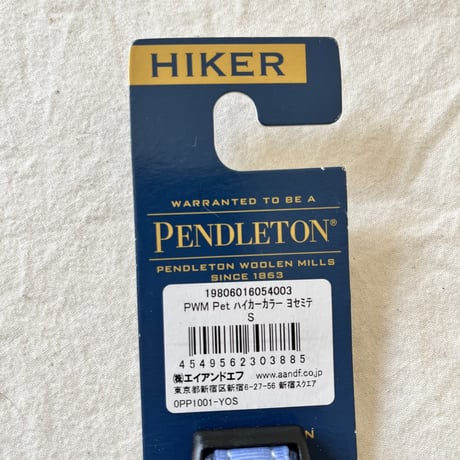 HIKER
WARRANTED TO BE A
PENDLETON®
PENDLETON WOOLEN MILLS
SINCE 1863
19806016054003
PWM Pet ハイカーカラー ヨセミテ
S
4549562303885
㈱エイアンドエフ www.aandf.co.jp
東京都新宿区新宿6-27-56 新宿スクエア
0PP1001-YOS
N